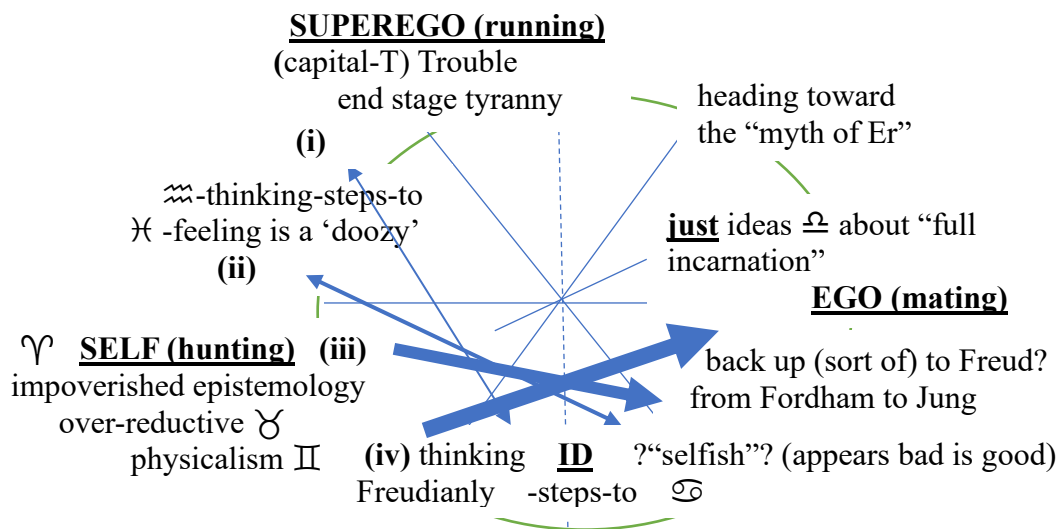 SUPEREGO (running)
(capital-T) Trouble
end stage tyranny
heading toward
the “myth of Er”
(i)
♒-thinking-steps-to
♓ -feeling is a ‘doozy’
(ii)
just ideas ♎ about “full
incarnation”
EGO (mating)
♈ SELF (hunting) (iii)
impoverished epistemology
over-reductive ♉
physicalism ♊
back up (sort of) to Freud?
from Fordham to Jung
(iv) thinking ID ?“selfish”? (appears bad is good)
Freudianly -steps-to ♋